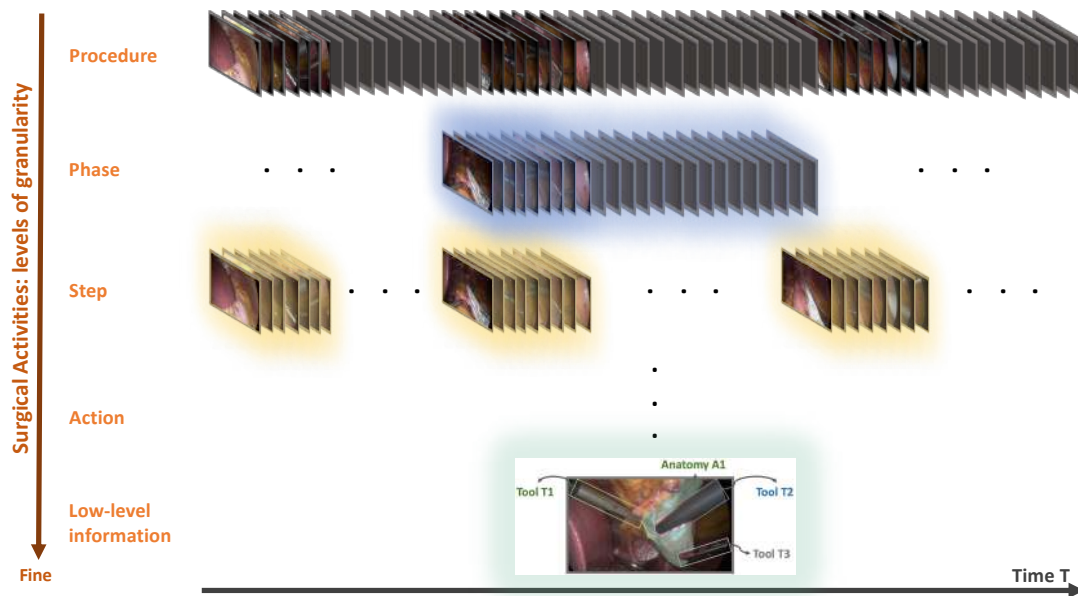 Surgical Activities: levels of granularity
Procedure
Phase
Step
Action
Low-level
information
Fine
Anatomy A1
Tool T1
Tool T2
Tool T3
Time T